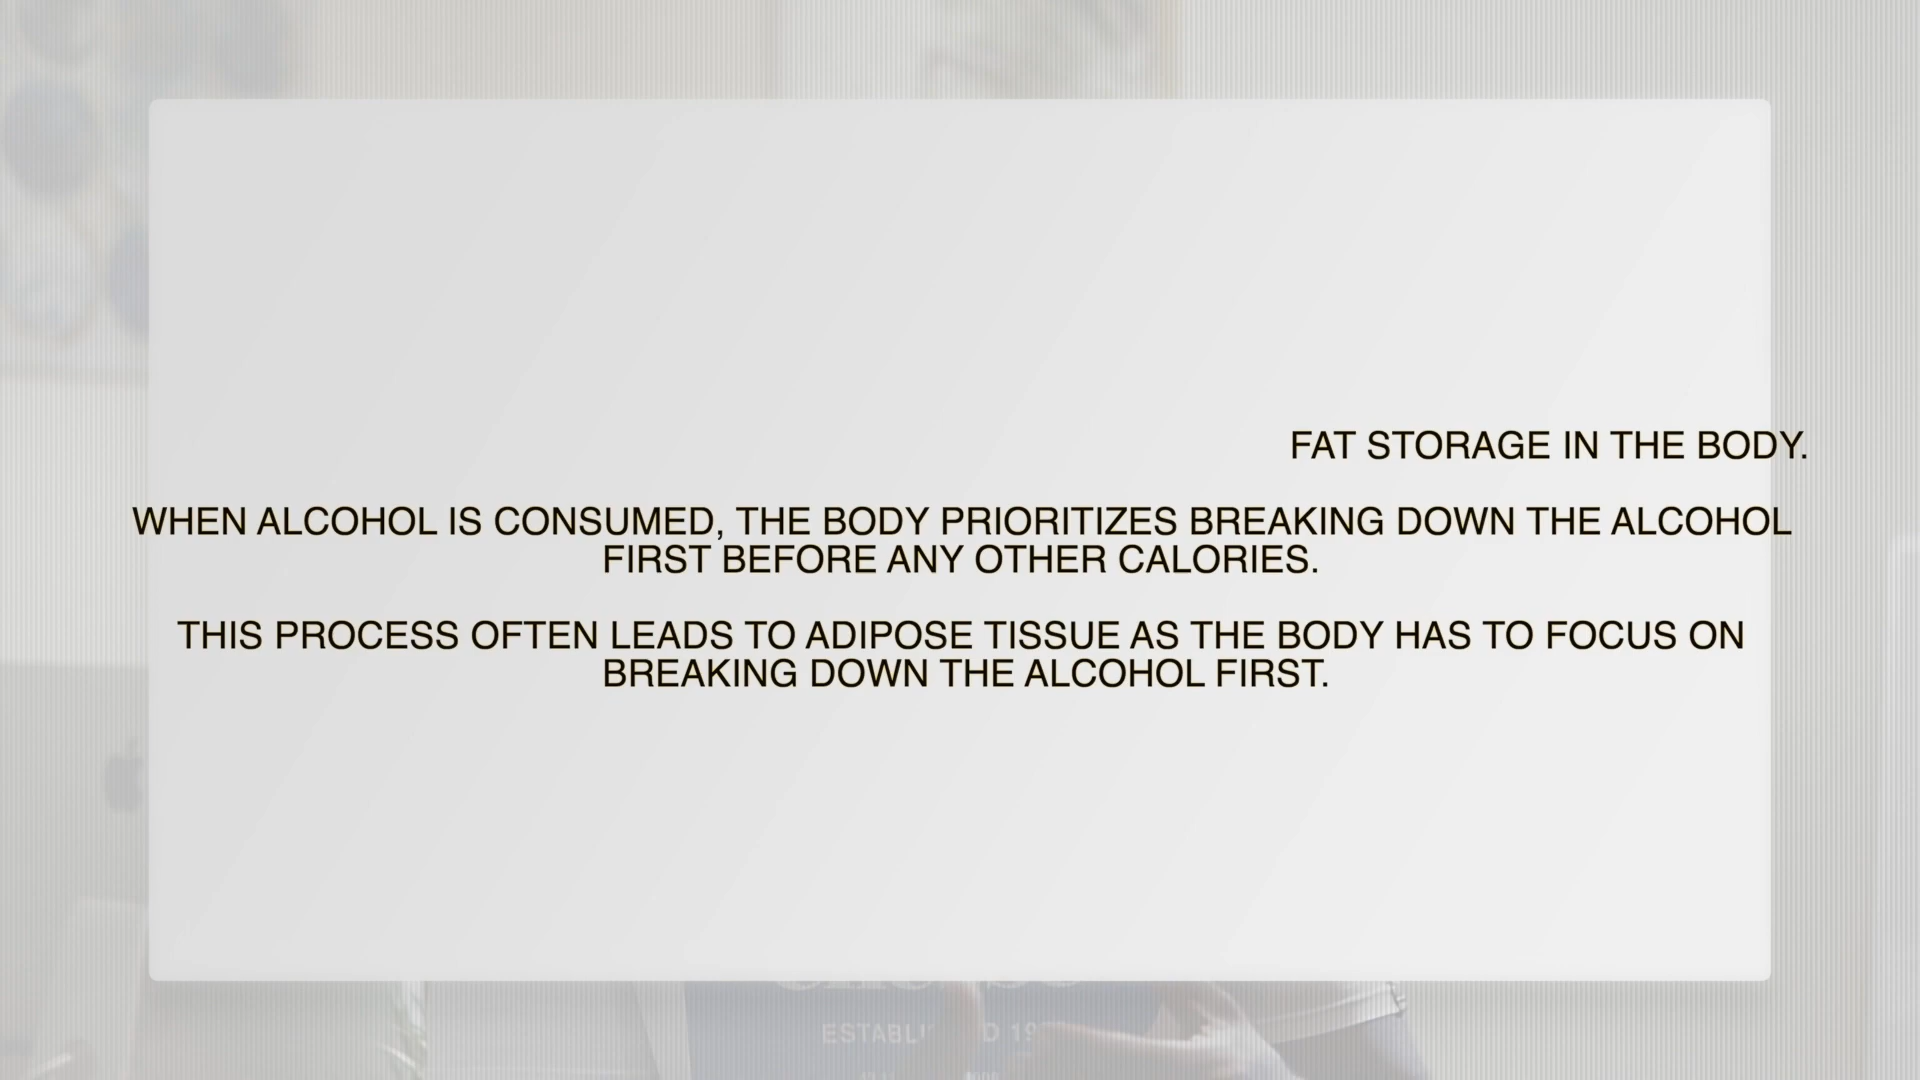 FAT STORAGE IN THE BODY.
WHEN ALCOHOL IS CONSUMED, THE BODY PRIORITIZES BREAKING DOWN THE ALCOHOL
FIRST BEFORE ANY OTHER CALORIES.
THIS PROCESS OFTEN LEADS TO ADIPOSE TISSUE AS THE BODY HAS TO FOCUS ON
BREAKING DOWN THE ALCOHOL FIRST.